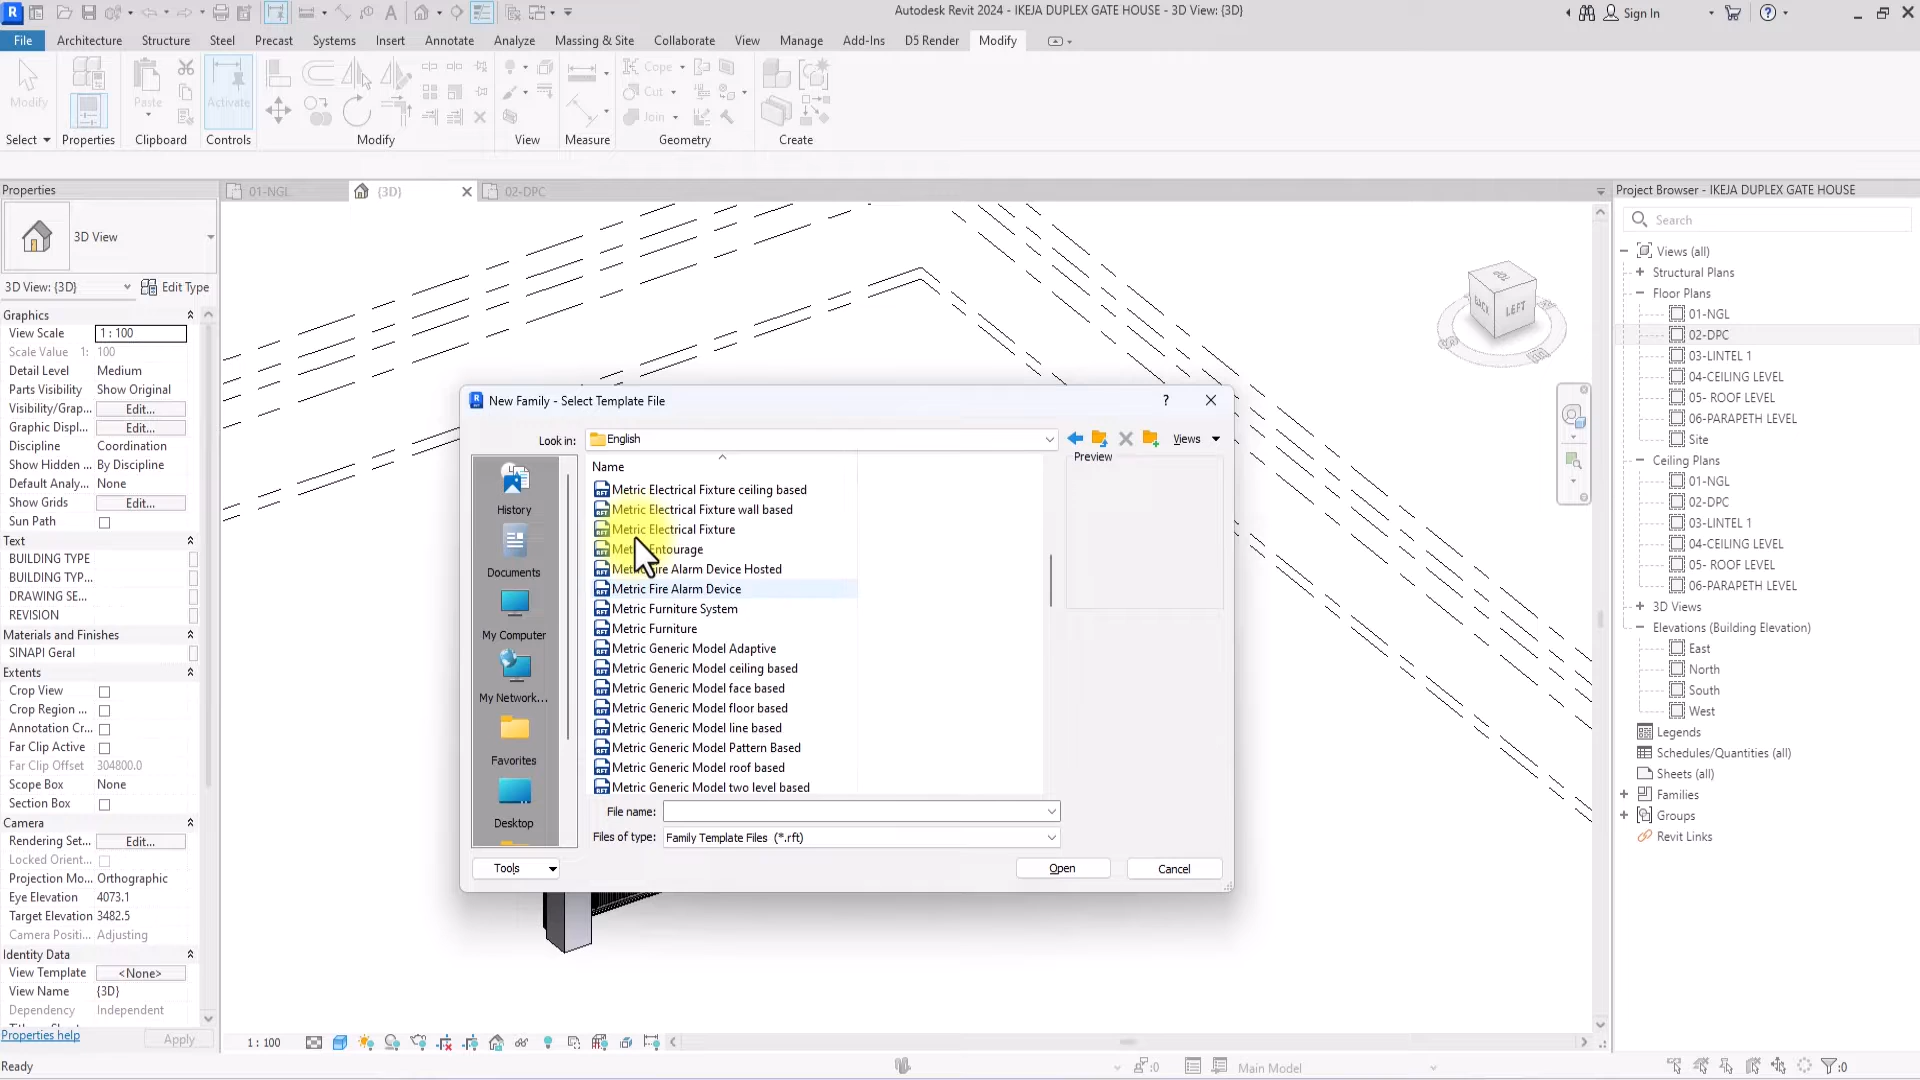 Autodesk Revit 2024 - IKEJA DUPLEX GATE HOUSE - 3D View: {3D}
Sign In
File
Architecture
Structure
Steel
Precast
Systems
Insert
Annotate
Analyze
Massing & Site
Collaborate
View
Manage
Add-Ins
D5 Render
Modify
Modify
Paste
Activate
Cope
Cut
Join
Select
Properties
Clipboard
Controls
Modify
View
Measure
Geometry
Create
Properties
3D View
3D View: {3D}
Edit Type
Graphics
View Scale 1 : 100
Scale Value 1: 100
Detail Level Medium
Parts Visibility Show Original
Visibility/Grap... Edit...
Graphic Displ... Edit...
Discipline Coordination
Show Hidden ... By Discipline
Default Analy... None
Show Grids Edit...
Sun Path
Text
BUILDING TYPE
BUILDING TYP...
DRAWING SE...
REVISION
Materials and Finishes
SINAPI Geral
Extents
Crop View
Crop Region ...
Annotation Cr...
Far Clip Active
Far Clip Offset 304800.0
Scope Box None
Section Box
Camera
Rendering Set... Edit...
Locked Orient...
Projection Mo... Orthographic
Eye Elevation 4073.1
Target Elevation 3482.5
Camera Positi... Adjusting
Identity Data
View Template <None>
View Name {3D}
Dependency Independent
Properties help
Apply
01-NGL
{3D}
02-DPC
TOP
BACK
LEFT
New Family - Select Template File
?
Look in: English
Views
History
Documents
My Computer
My Network...
Favorites
Desktop
Name
Metric Electrical Fixture ceiling based
Metric Electrical Fixture wall based
Metric Electrical Fixture
Metric Entourage
Metric Fire Alarm Device Hosted
Metric Fire Alarm Device
Metric Furniture System
Metric Furniture
Metric Generic Model Adaptive
Metric Generic Model ceiling based
Metric Generic Model face based
Metric Generic Model floor based
Metric Generic Model line based
Metric Generic Model Pattern Based
Metric Generic Model roof based
Metric Generic Model two level based
Preview
File name:
Files of type: Family Template Files (*.rft)
Tools
Open
Cancel
Project Browser - IKEJA DUPLEX GATE HOUSE
Search
Views (all)
Structural Plans
Floor Plans
01-NGL
02-DPC
03-LINTEL 1
04-CEILING LEVEL
05- ROOF LEVEL
06-PARAPETH LEVEL
Site
Ceiling Plans
01-NGL
02-DPC
03-LINTEL 1
04-CEILING LEVEL
05- ROOF LEVEL
06-PARAPETH LEVEL
3D Views
Elevations (Building Elevation)
East
North
South
West
Legends
Schedules/Quantities (all)
Sheets (all)
Families
Groups
Revit Links
1 : 100
Ready
:0
Main Model
:0